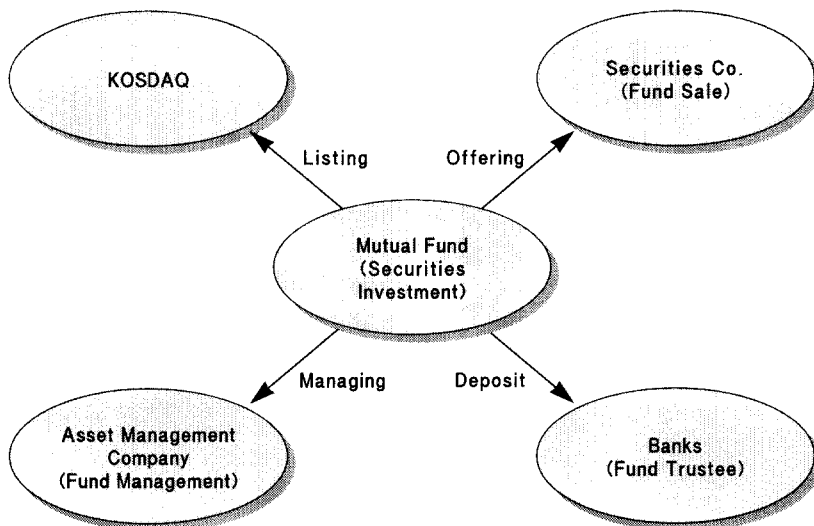 KOSDAQ
Securities Co.
(Fund Sale)
Listing
Offering
Mutual Fund
(Securities
Investment)
Managing
Deposit
Asset Management
Company
(Fund Management)
Banks
(Fund Trustee)